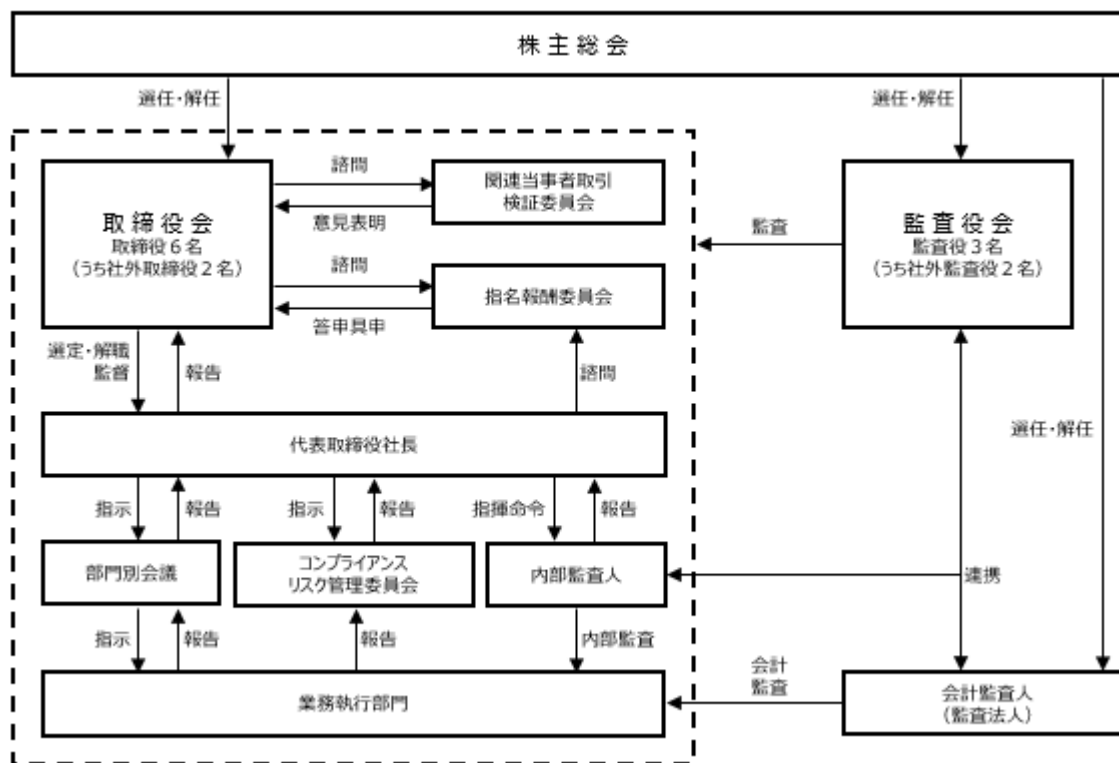 株主総会
選任・解任
選任・解任
諮問
関連当事者取引
検証委員会
意見表明
取締役会
取締役6名
（うち社外取締役2名）
監査
監査役会
監査役3名
（うち社外監査役2名）
諮問
指名報酬委員会
答申具申
選定・解職
監督
報告
諮問
選任・解任
代表取締役社長
指示
報告
指示
報告
指揮命令
報告
部門別会議
コンプライアンス
リスク管理委員会
内部監査人
連携
指示
報告
報告
内部監査
会計
監査
業務執行部門
会計監査人
（監査法人）